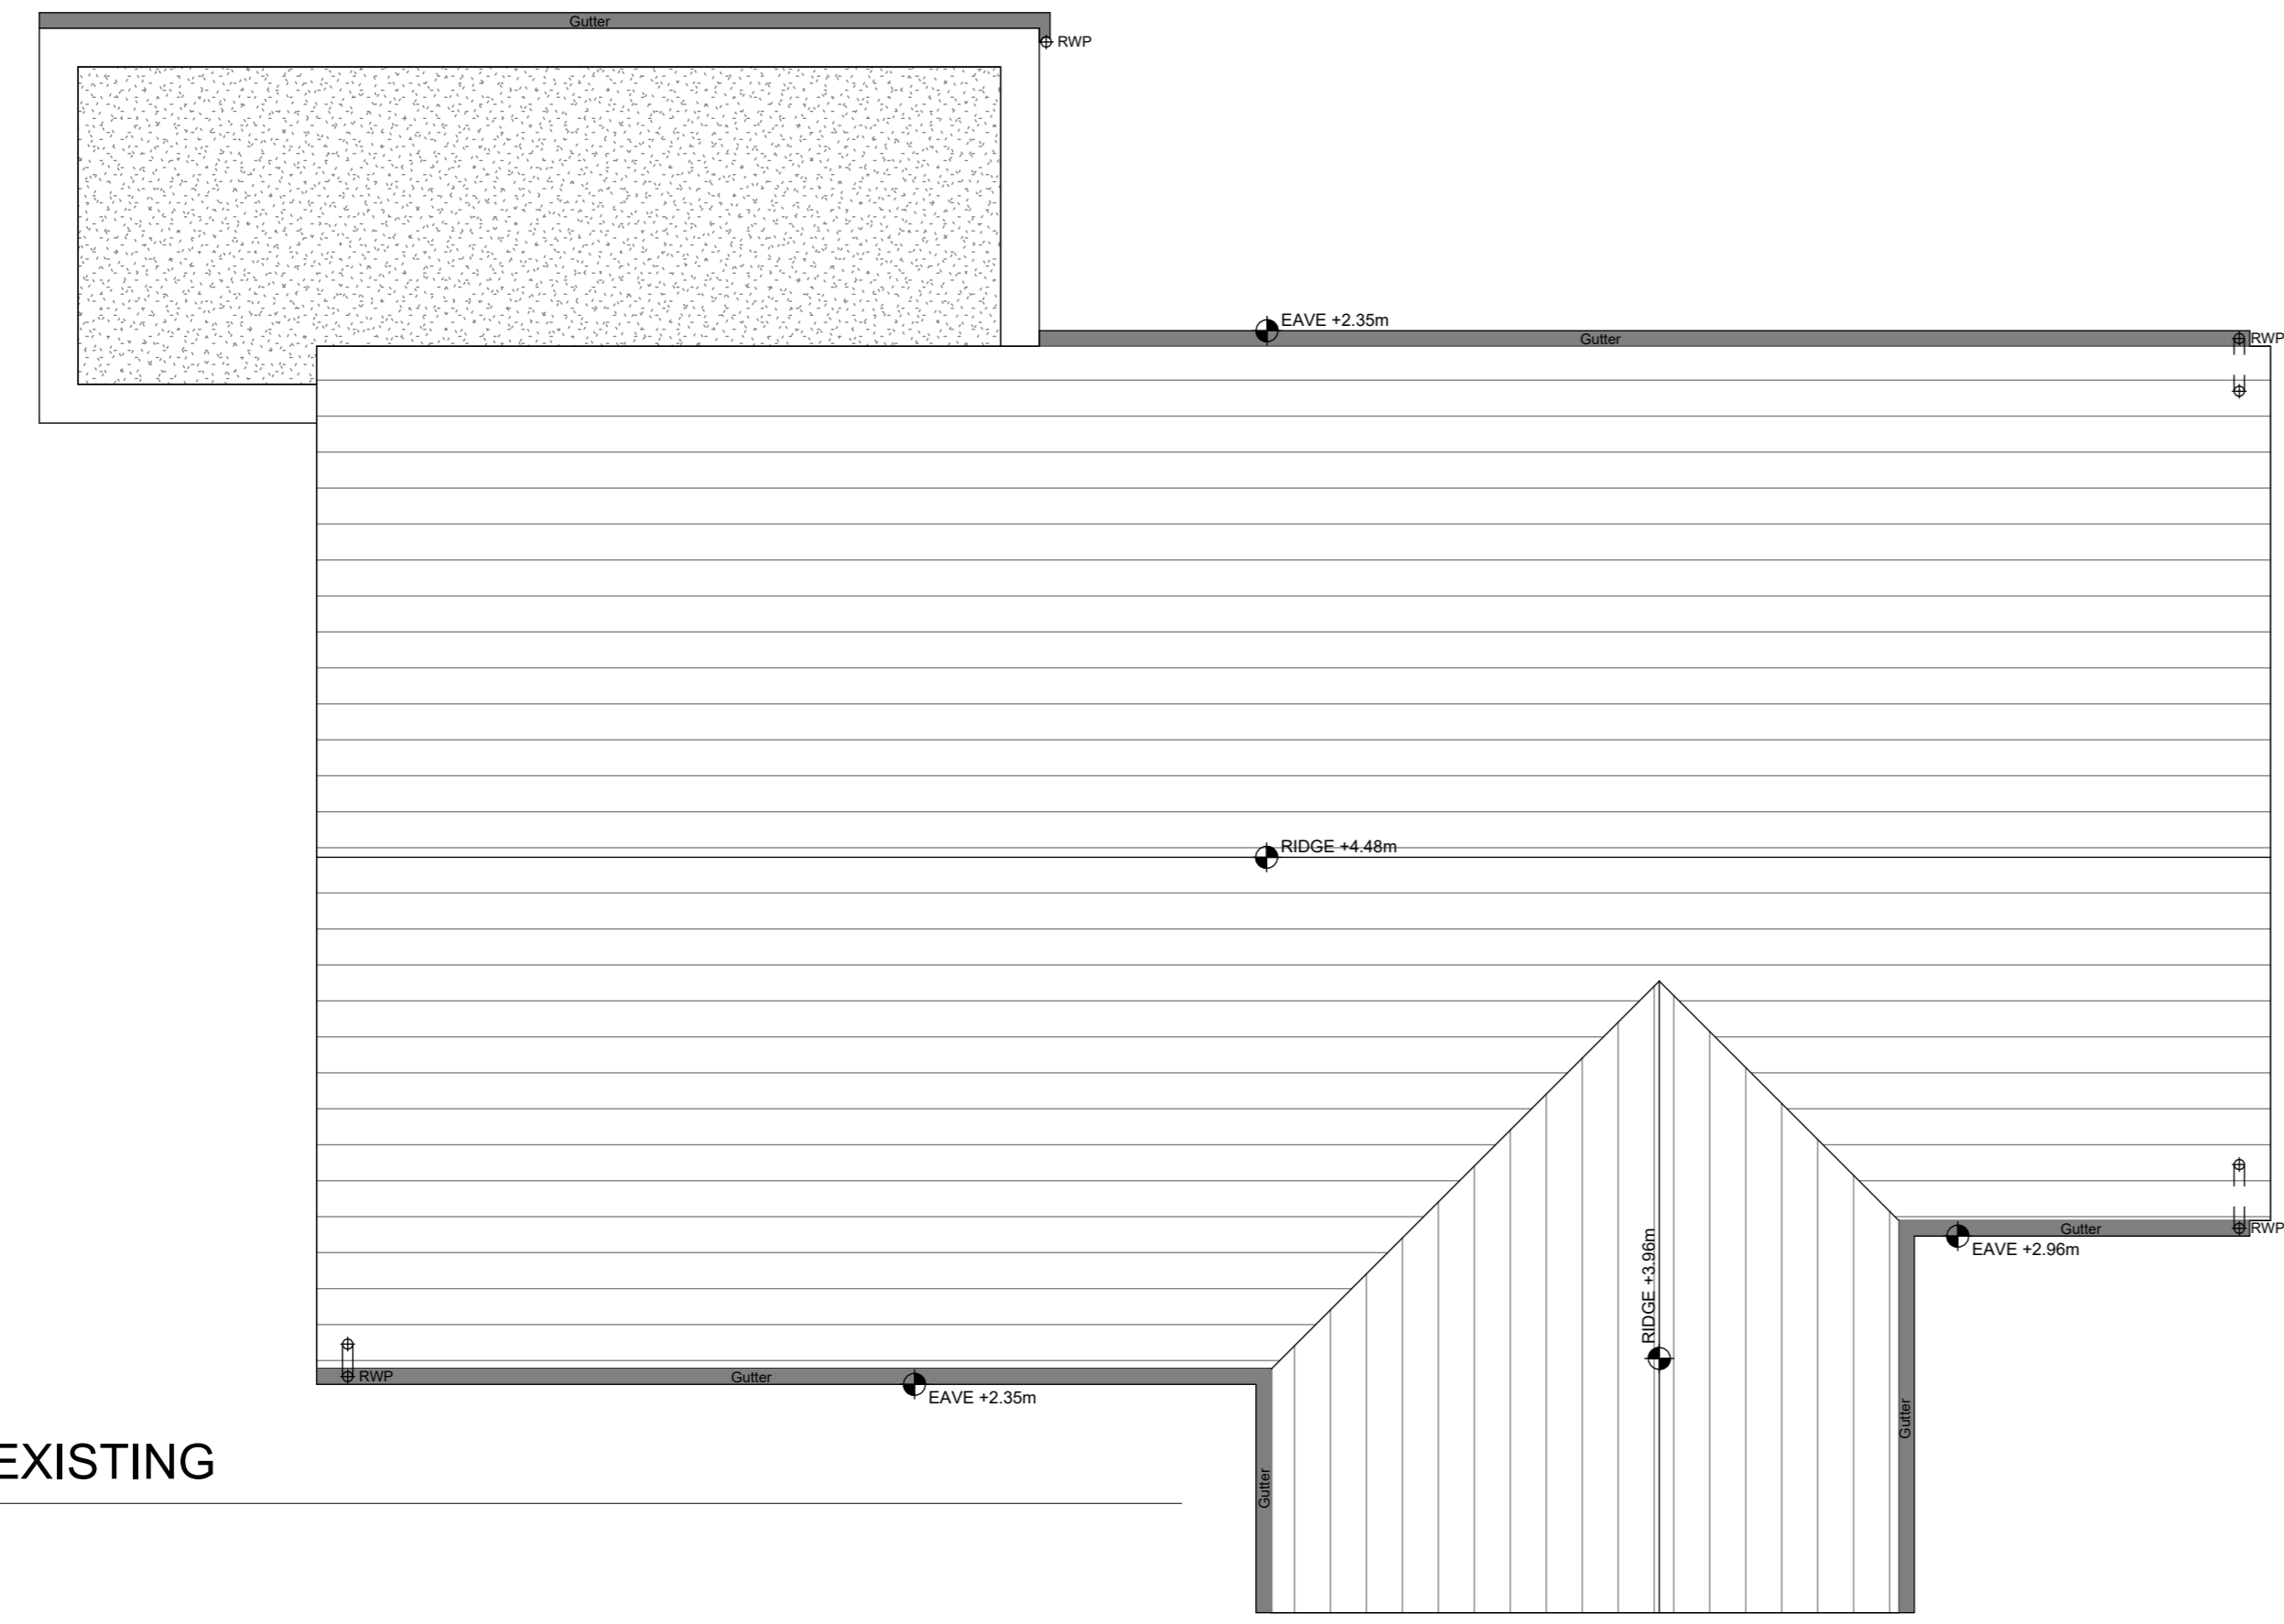 Gutter
RWP
EAVE +2.35m
Gutter
RWP
RIDGE +4.48m
RIDGE +3.96m
Gutter
RWP
EAVE +2.96m
RWP
Gutter
EAVE +2.35m
Gutter
Gutter
EXISTING